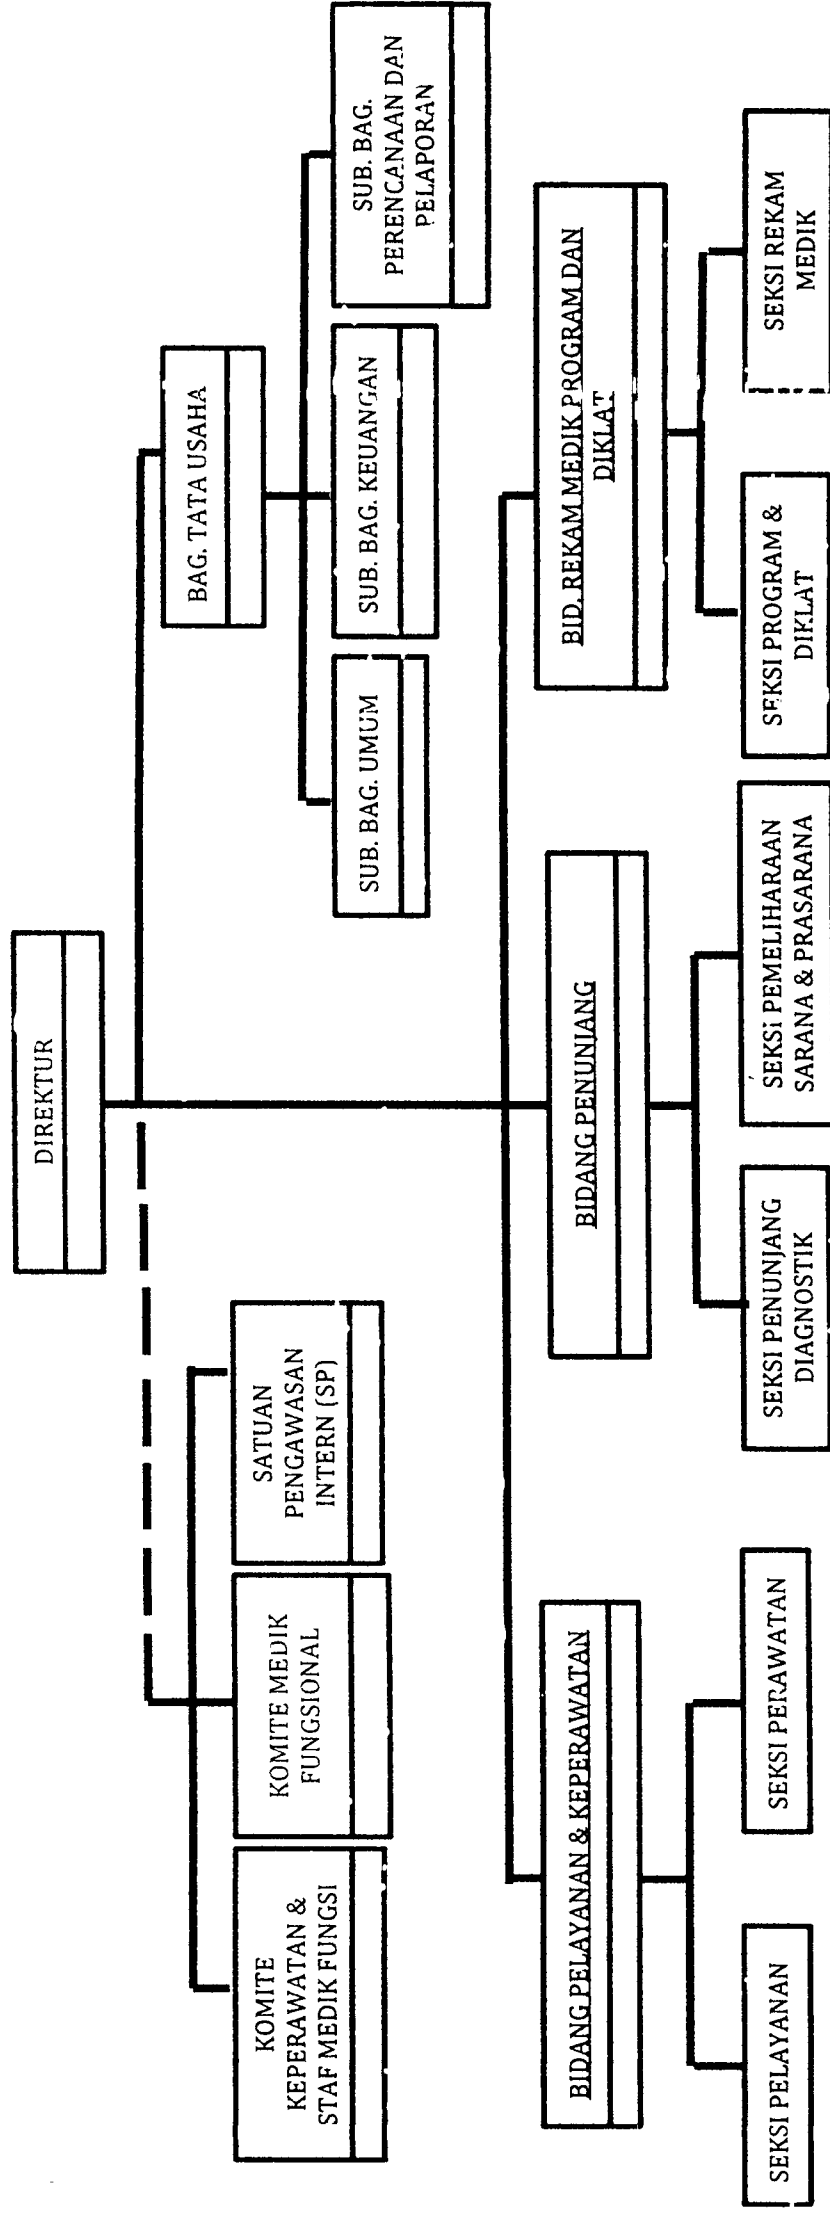 DIREKTUR
BAG. TATA USAHA
KOMITE
KEPERAWATAN &
STAF MEDIK FUNGSI
KOMITE MEDIK
FUNGSIONAL
SATUAN
PENGAWASAN
INTERN (SP)
SUB. BAG. UMUM
SUB. BAG. KEUANGAN
SUB. BAG.
PERENCANAAN DAN
PELAPORAN
BIDANG PELAYANAN & KEPERAWATAN
BIDANG PENUNJANG
BID. REKAM MEDIK PROGRAM DAN
DIKLAT
SEKSI PELAYANAN
SEKSI PERAWATAN
SEKSI PENUNJANG
DIAGNOSTIK
SEKSI PEMELIHARAAN
SARANA & PRASARANA
SEKSI PROGRAM &
DIKLAT
SEKSI REKAM
MEDIK